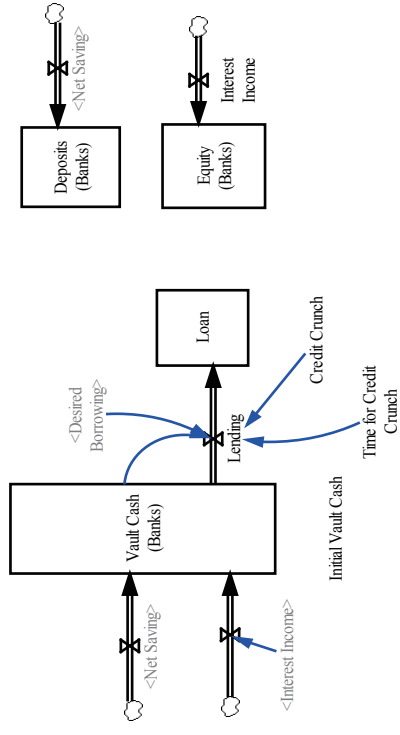 <Net Saving>
Vault Cash
(Banks)
<Interest Income>
Initial Vault Cash
<Desired
Borrowing>
Lending
Loan
Credit Crunch
Time for Credit
Crunch
Deposits
(Banks)
<Net Saving>
Equity
(Banks)
Interest
Income